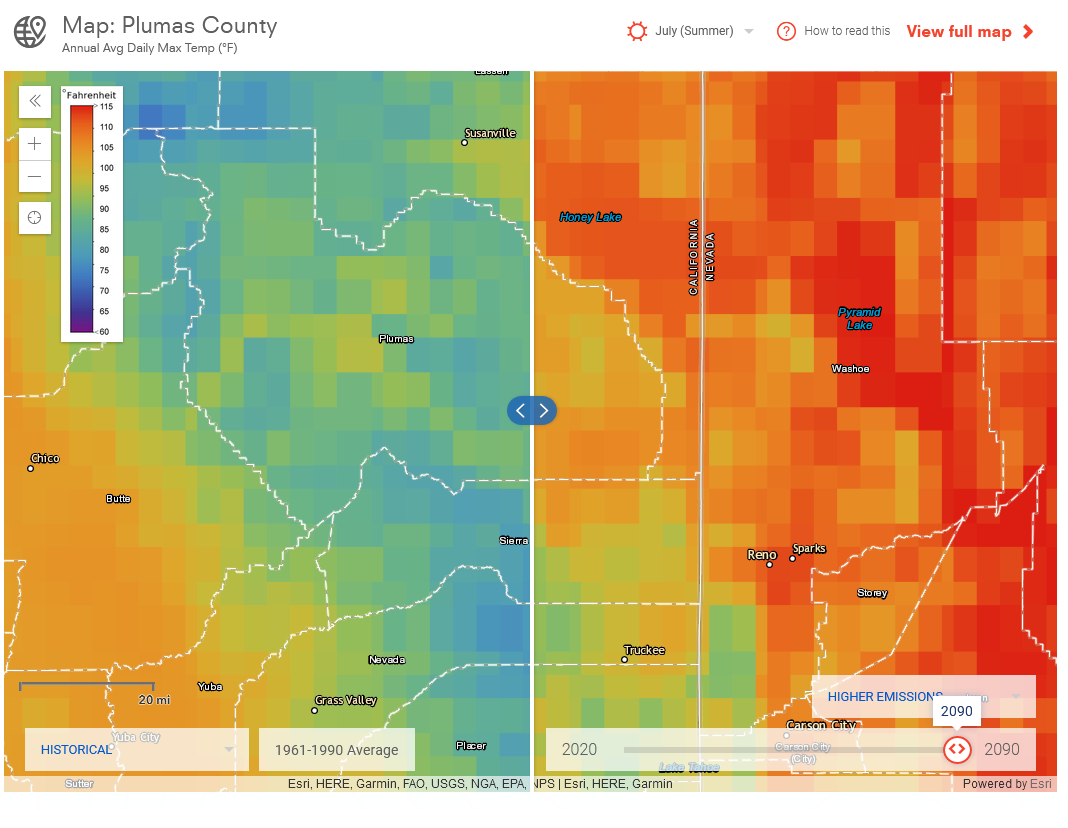 Map: Plumas County
Annual Avg Daily Max Temp (°F)
July (Summer)
How to read this
View full map
Lassen
°Fahrenheit
115
110
105
100
95
90
85
80
75
70
65
60
Susanville
Honey Lake
CALIFORNIA
NEVADA
Pyramid
Lake
Plumas
Washoe
Chico
Butte
Sierra
Reno
Sparks
Storey
Truckee
Nevada
Yuba
20 mi
Grass Valley
HIGHER EMISSIONS
2090
Yuba City
Carson City
Placer
Carson City
(City)
HISTORICAL
1961-1990 Average
2020
2090
Lake Tahoe
Sutter
Esri, HERE, Garmin, FAO, USGS, NGA, EPA, NPS | Esri, HERE, Garmin
Powered by Esri